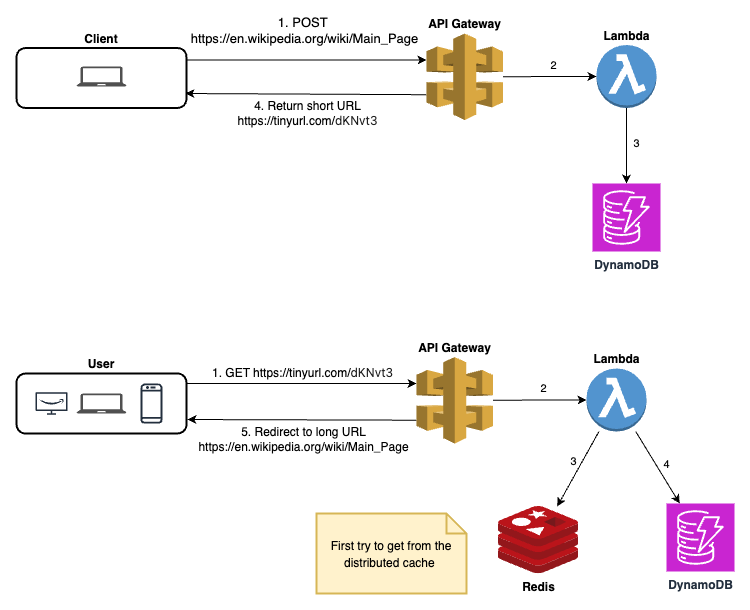 1. POST
https://en.wikipedia.org/wiki/Main_Page
API Gateway
Client
Lambda
2
4. Return short URL
https://tinyurl.com/dKNvt3
3
DynamoDB
API Gateway
User
Lambda
1. GET https://tinyurl.com/dKNvt3
2
5. Redirect to long URL
https://en.wikipedia.org/wiki/Main_Page
3
4
First try to get from the
distributed cache
Redis
DynamoDB